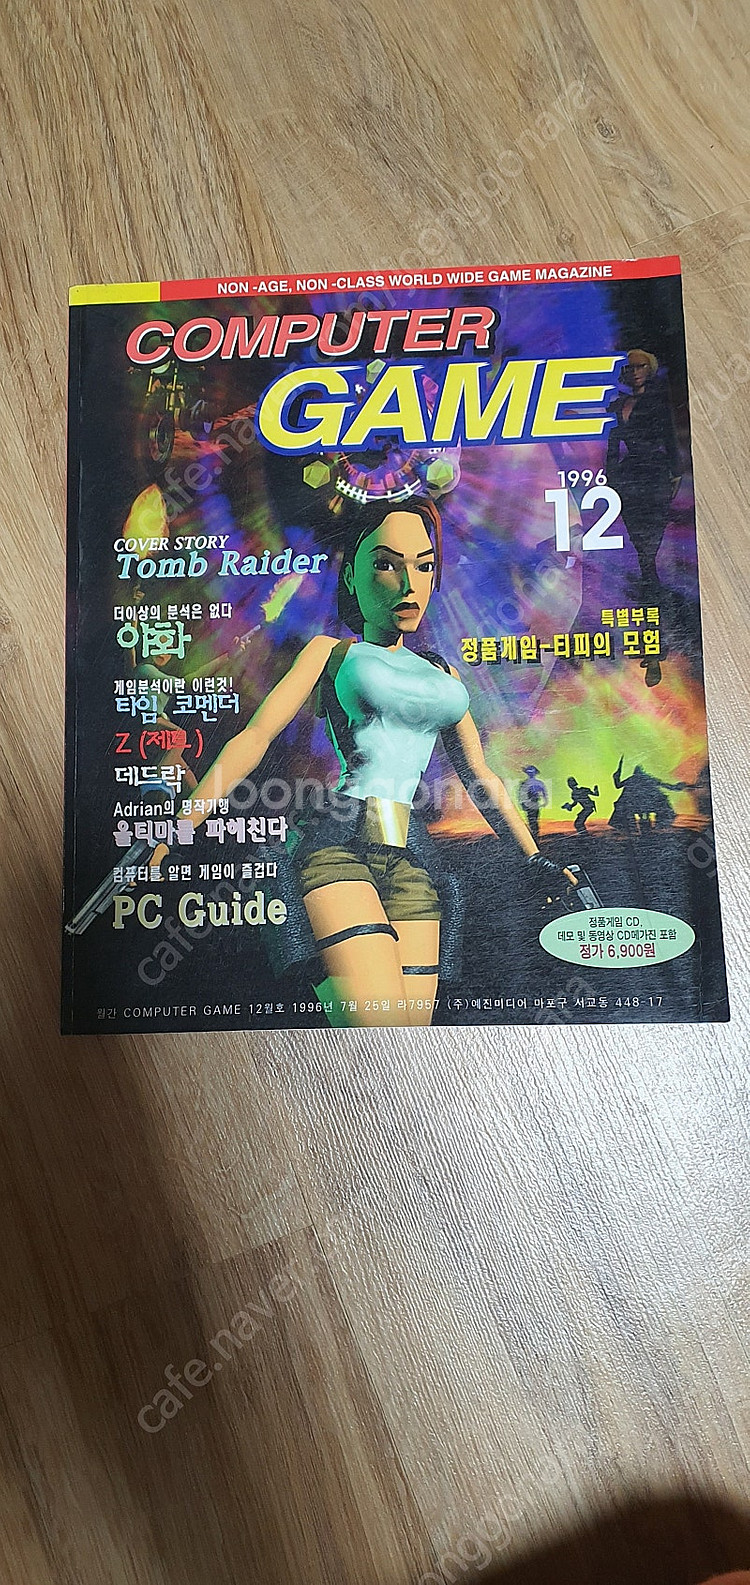 NON -AGE, NON -CLASS WORLD WIDE GAME MAGAZINE
COMPUTER
GAME
1996
12
COVER STORY
Tomb Raider
더이상의 분석은 없다
야화
특별부록
정품게임-티피의 모험
게임분석이란 이런것!
타임 코멘더
Z (제트)
데드락
Adrian의 명작기행
울티마를 파헤친다
컴퓨터를 알면 게임이 즐겁다
PC Guide
정품게임 CD,
데모 및 동영상 CD메가진 포함
정가 6,900원
월간 COMPUTER GAME 12월호 1996년 7월 25일 라7957 (주)예진미디어 마포구 서교동 448-17
joonggonara
cafe.naver.com/joonggonara